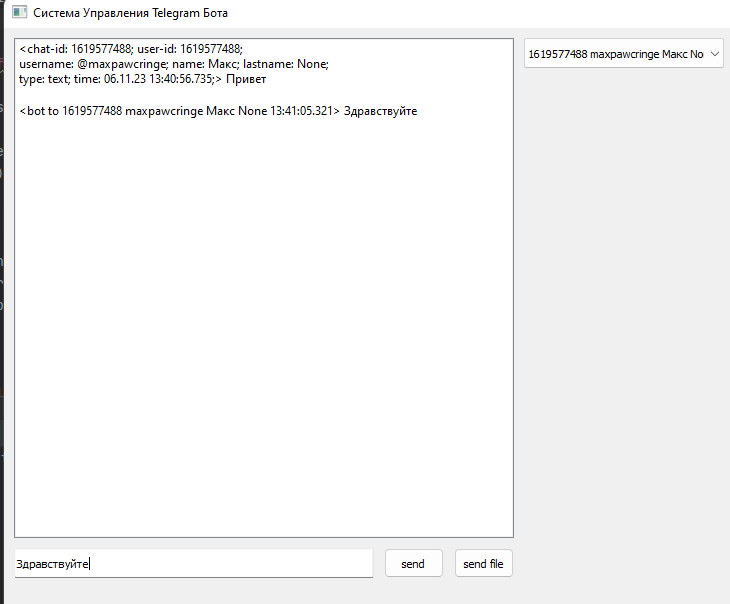 Система Управления Telegram Бота
<chat-id: 1619577488; user-id: 1619577488;
username: @maxpawcringe; name: Макс; lastname: None;
type: text; time: 06.11.23 13:40:56.735;> Привет
<bot to 1619577488 maxpawcringe Макс None 13:41:05.321> Здравствуйте
1619577488 maxpawcringe Макс No
Здравствуйте
send
send file